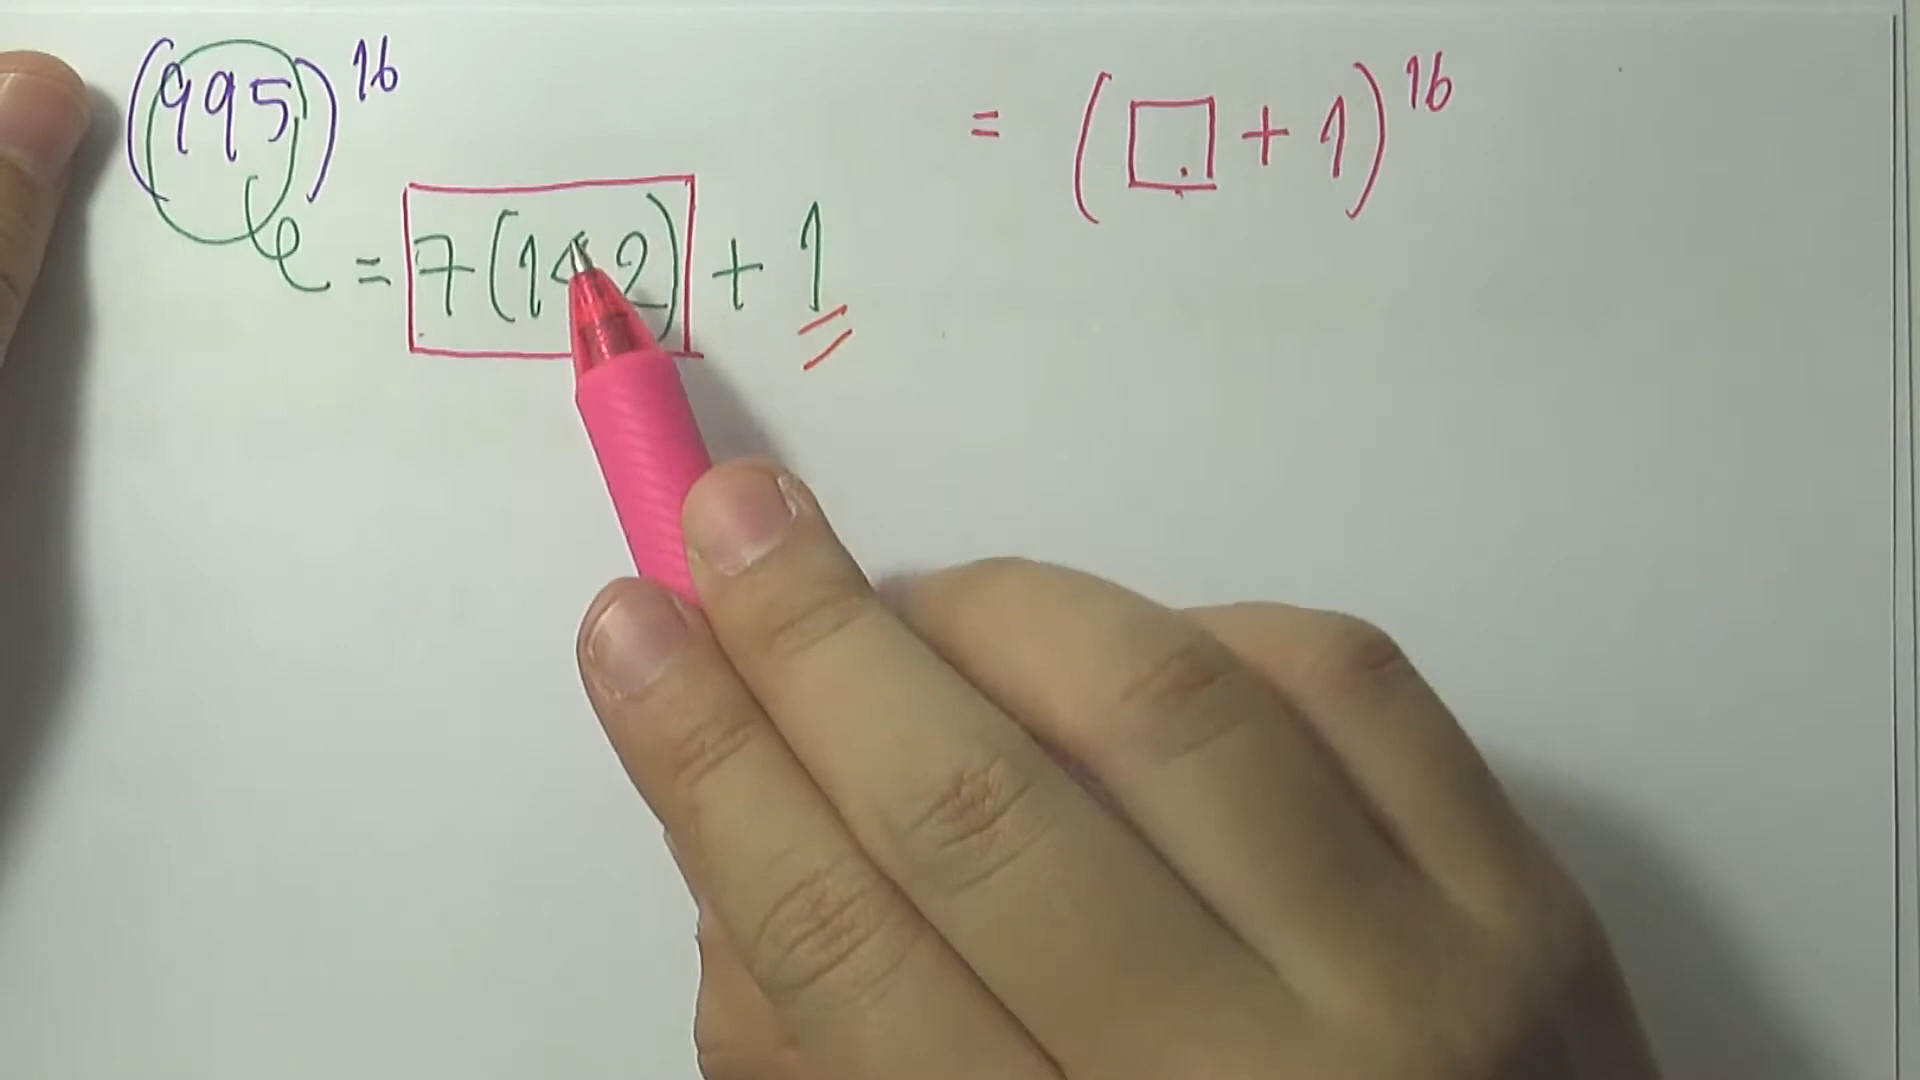 (995)^16 = (□ + 1)^16
= 7(142) + 1